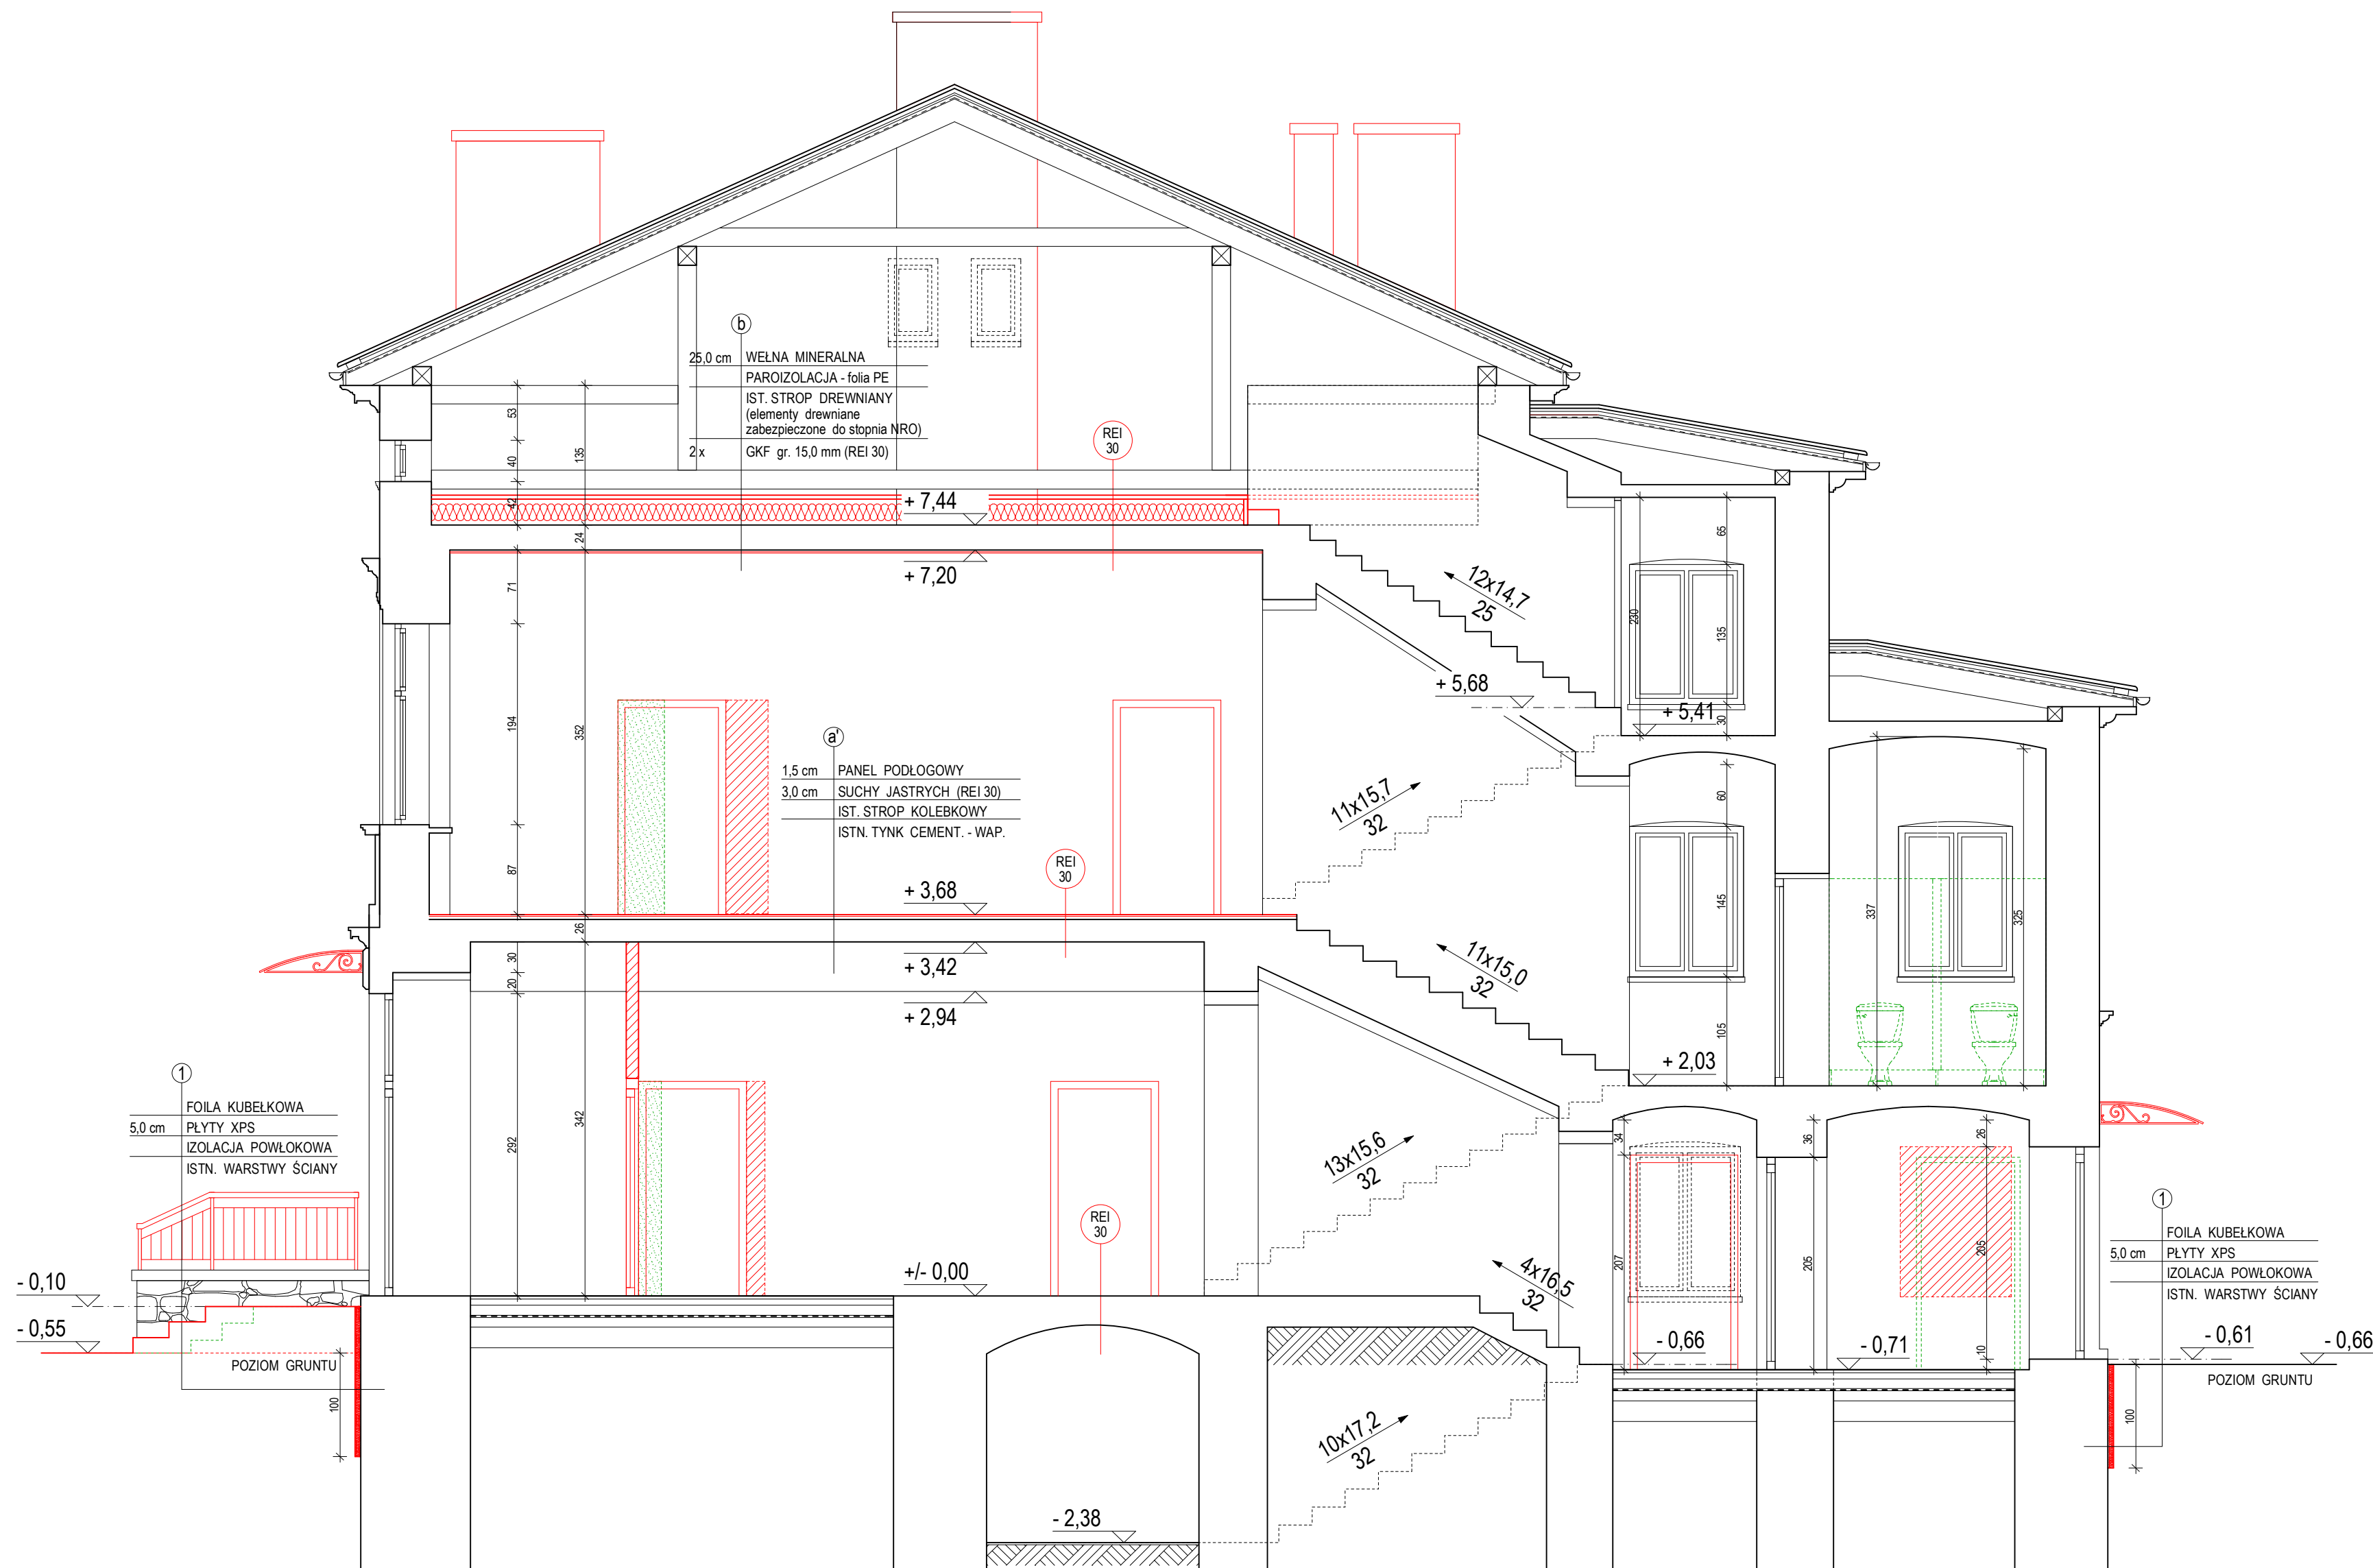 b
25,0 cm WEŁNA MINERALNA
PAROIZOLACJA - folia PE
IST. STROP DREWNIANY
(elementy drewniane
zabezpieczone do stopnia NRO)
2 x GKF gr. 15,0 mm (REI 30)
REI
30
53
40
42
24
71
194
87
26
30
20
292
135
352
342
+ 7,44
+ 7,20
12x14,7
25
+ 5,68
+ 5,41
230
65
135
30
a'
1,5 cm PANEL PODŁOGOWY
3,0 cm SUCHY JASTRYCH (REI 30)
IST. STROP KOLEBKOWY
ISTN. TYNK CEMENT. - WAP.
11x15,7
32
REI
30
+ 3,68
+ 3,42
+ 2,94
11x15,0
32
60
145
105
337
325
+ 2,03
1
FOILA KUBEŁKOWA
5,0 cm PŁYTY XPS
IZOLACJA POWŁOKOWA
ISTN. WARSTWY ŚCIANY
13x15,6
32
34
207
36
205
26
205
10
REI
30
1
FOILA KUBEŁKOWA
5,0 cm PŁYTY XPS
IZOLACJA POWŁOKOWA
ISTN. WARSTWY ŚCIANY
- 0,10
- 0,55
+/- 0,00
4x16,5
32
- 0,66
- 0,71
- 0,61
- 0,66
POZIOM GRUNTU
100
POZIOM GRUNTU
100
10x17,2
32
- 2,38